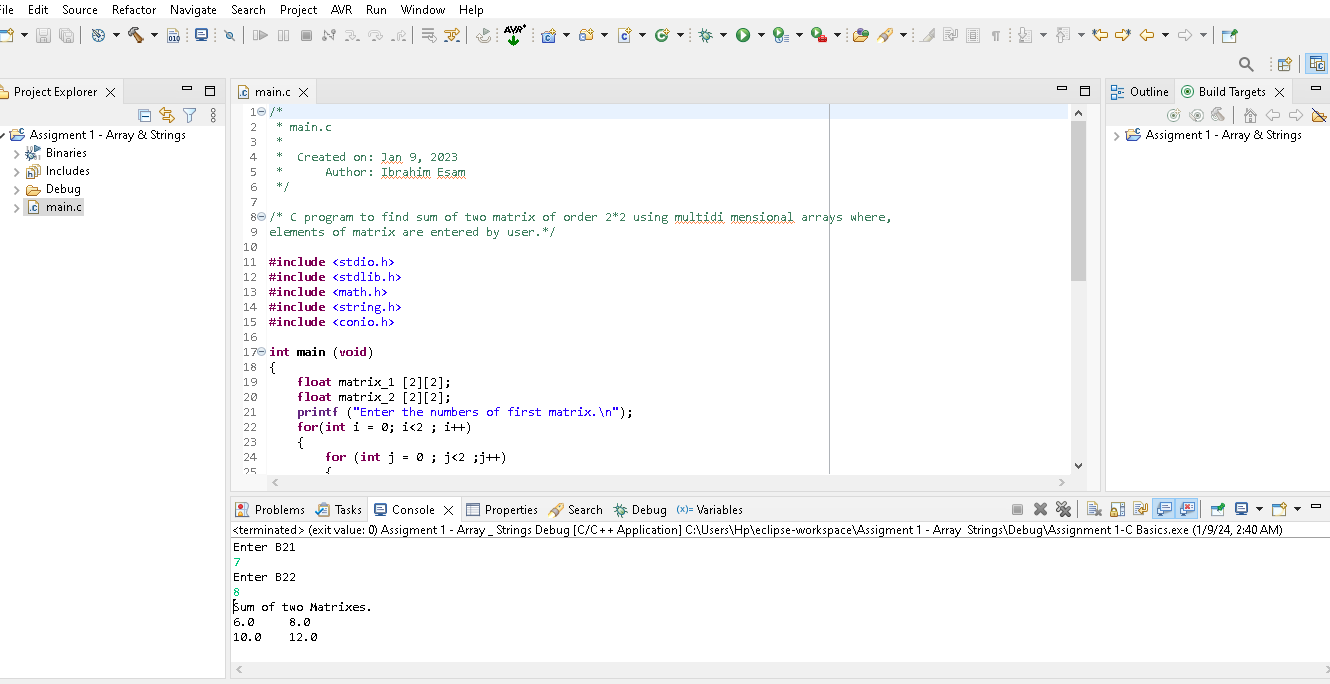 File Edit Source Refactor Navigate Search Project AVR Run Window Help
Project Explorer
Assigment 1 - Array & Strings
Binaries
Includes
Debug
main.c
main.c
1 /*
2  * main.c
3  *
4  *  Created on: Jan 9, 2023
5  *      Author: Ibrahim Esam
6  */
7
8 /* C program to find sum of two matrix of order 2*2 using multidi mensional arrays where,
9 elements of matrix are entered by user.*/
10
11 #include <stdio.h>
12 #include <stdlib.h>
13 #include <math.h>
14 #include <string.h>
15 #include <conio.h>
16
17 int main (void)
18 {
19     float matrix_1 [2][2];
20     float matrix_2 [2][2];
21     printf ("Enter the numbers of first matrix.\n");
22     for(int i = 0; i<2 ; i++)
23     {
24         for (int j = 0 ; j<2 ;j++)
25         {
Outline Build Targets
Assigment 1 - Array & Strings
Problems Tasks Console Properties Search Debug (x)= Variables
<terminated> (exit value: 0) Assigment 1 - Array _ Strings Debug [C/C++ Application] C:\Users\Hp\eclipse-workspace\Assigment 1 - Array Strings\Debug\Assignment 1-C Basics.exe (1/9/24, 2:40 AM)
Enter B21
7
Enter B22
8
Sum of two Matrixes.
6.0    8.0
10.0    12.0